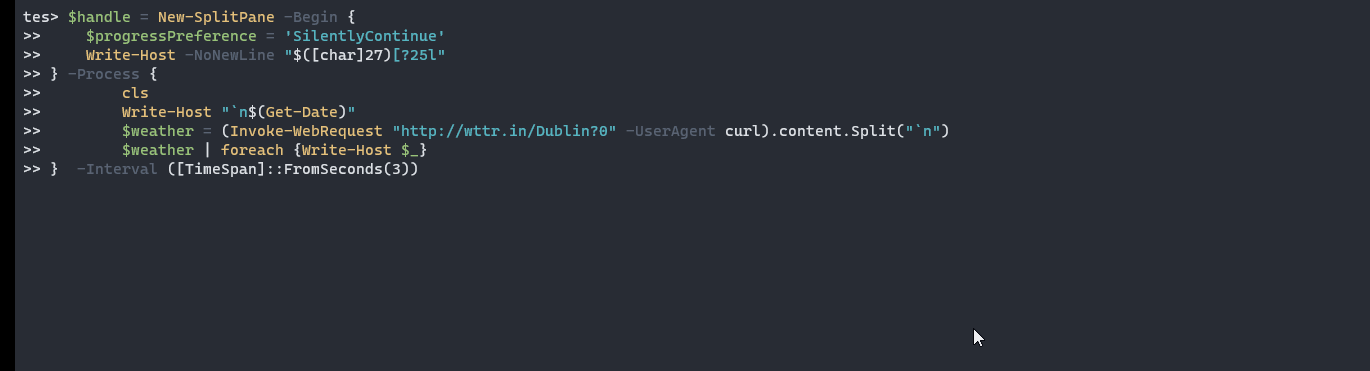 tes> $handle = New-SplitPane -Begin {
>>     $progressPreference = 'SilentlyContinue'
>>     Write-Host -NoNewLine "$([char]27)[?25l"
>> } -Process {
>>         cls
>>         Write-Host "`n$(Get-Date)"
>>         $weather = (Invoke-WebRequest "http://wttr.in/Dublin?0" -UserAgent curl).content.Split("`n")
>>         $weather | foreach {Write-Host $_}
>> }  -Interval ([TimeSpan]::FromSeconds(3))